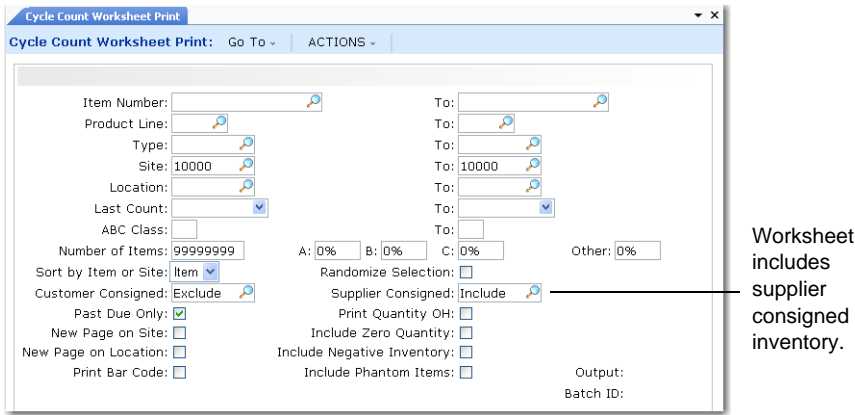 Cycle Count Worksheet Print
Cycle Count Worksheet Print: Go To ACTIONS
Item Number: To:
Product Line: To:
Type: To:
Site: 10000 To: 10000
Location: To:
Last Count: To:
ABC Class: To:
Number of Items: 99999999 A: 0% B: 0% C: 0% Other: 0%
Sort by Item or Site: Item Randomize Selection:
Customer Consigned: Exclude Supplier Consigned: Include
Past Due Only: Print Quantity OH:
New Page on Site: Include Zero Quantity:
New Page on Location: Include Negative Inventory:
Print Bar Code: Include Phantom Items: Output:
Batch ID:
Worksheet
includes
supplier
consigned
inventory.